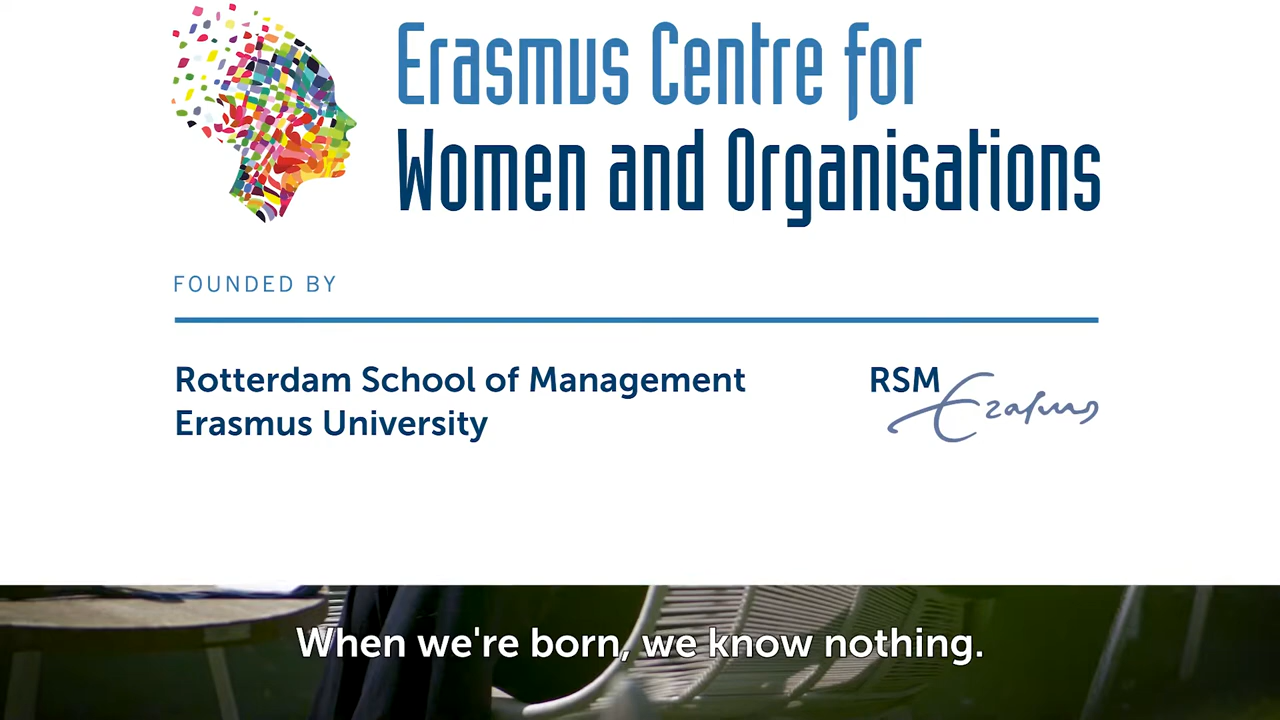 Erasmus Centre for
Women and Organisations
FOUNDED BY
Rotterdam School of Management
Erasmus University
RSM
Erasmus
When we're born, we know nothing.